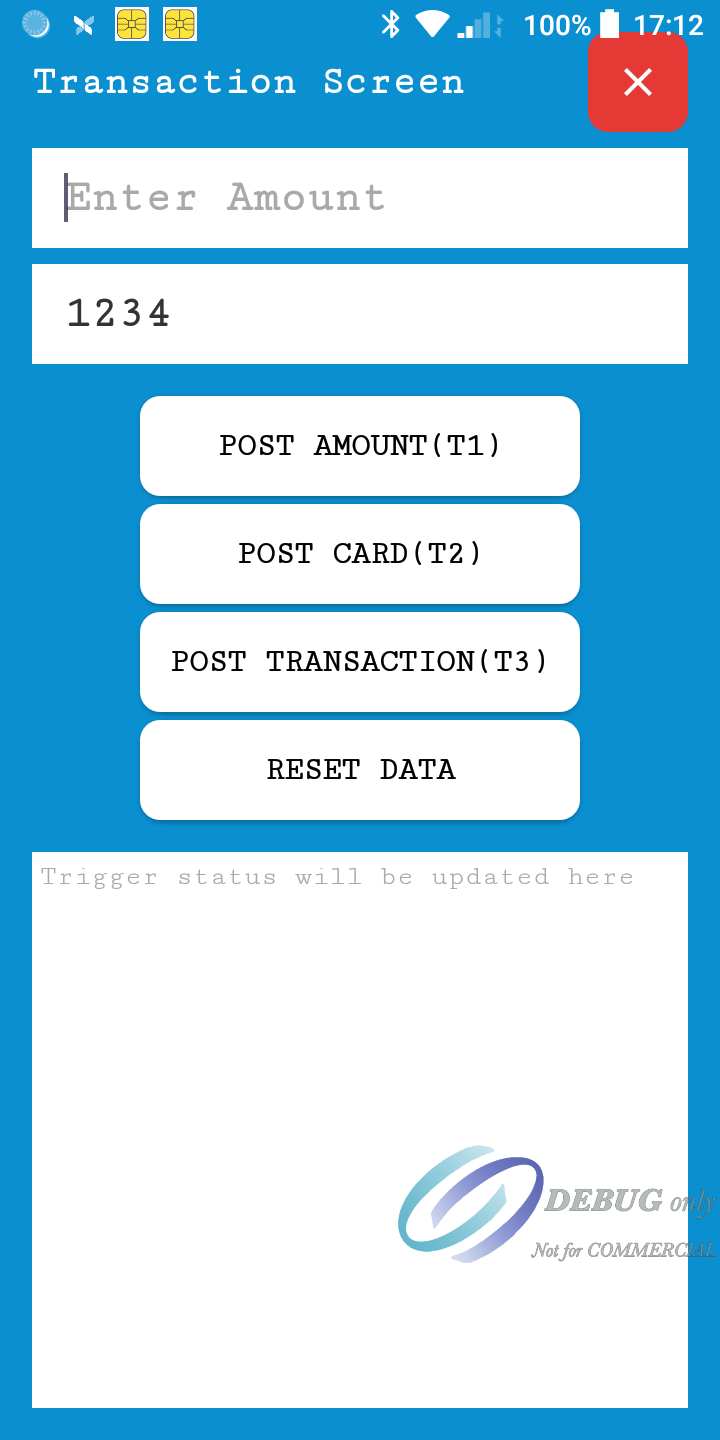 100% 17:12
Transaction Screen
Enter Amount
1234
POST AMOUNT(T1)
POST CARD(T2)
POST TRANSACTION(T3)
RESET DATA
Trigger status will be updated here
DEBUG only
Not for COMMERCIAL